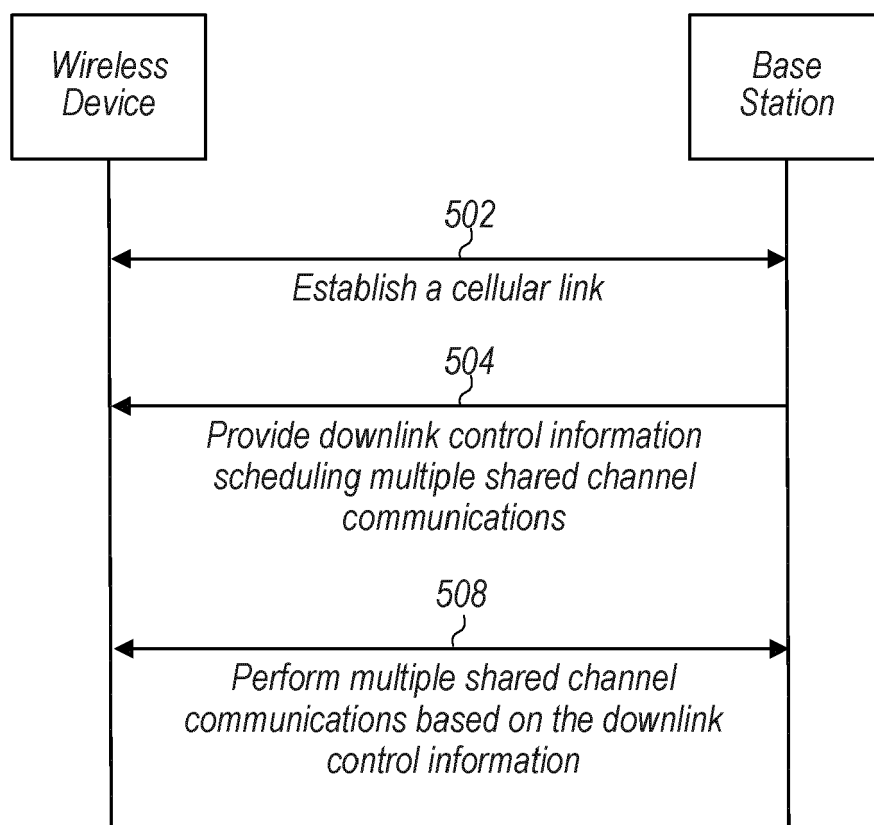 Wireless
Device
Base
Station
502
Establish a cellular link
504
Provide downlink control information
scheduling multiple shared channel
communications
508
Perform multiple shared channel
communications based on the downlink
control information